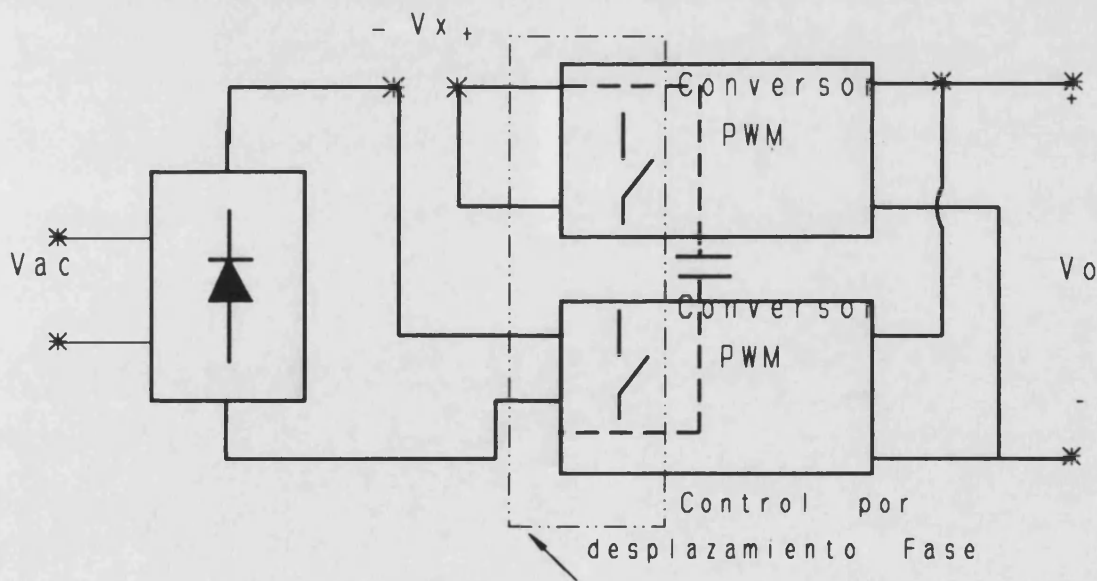 - Vx +
Conversor
PWM
+
Vac
Vo
Conversor
PWM
-
Control por
desplazamiento Fase